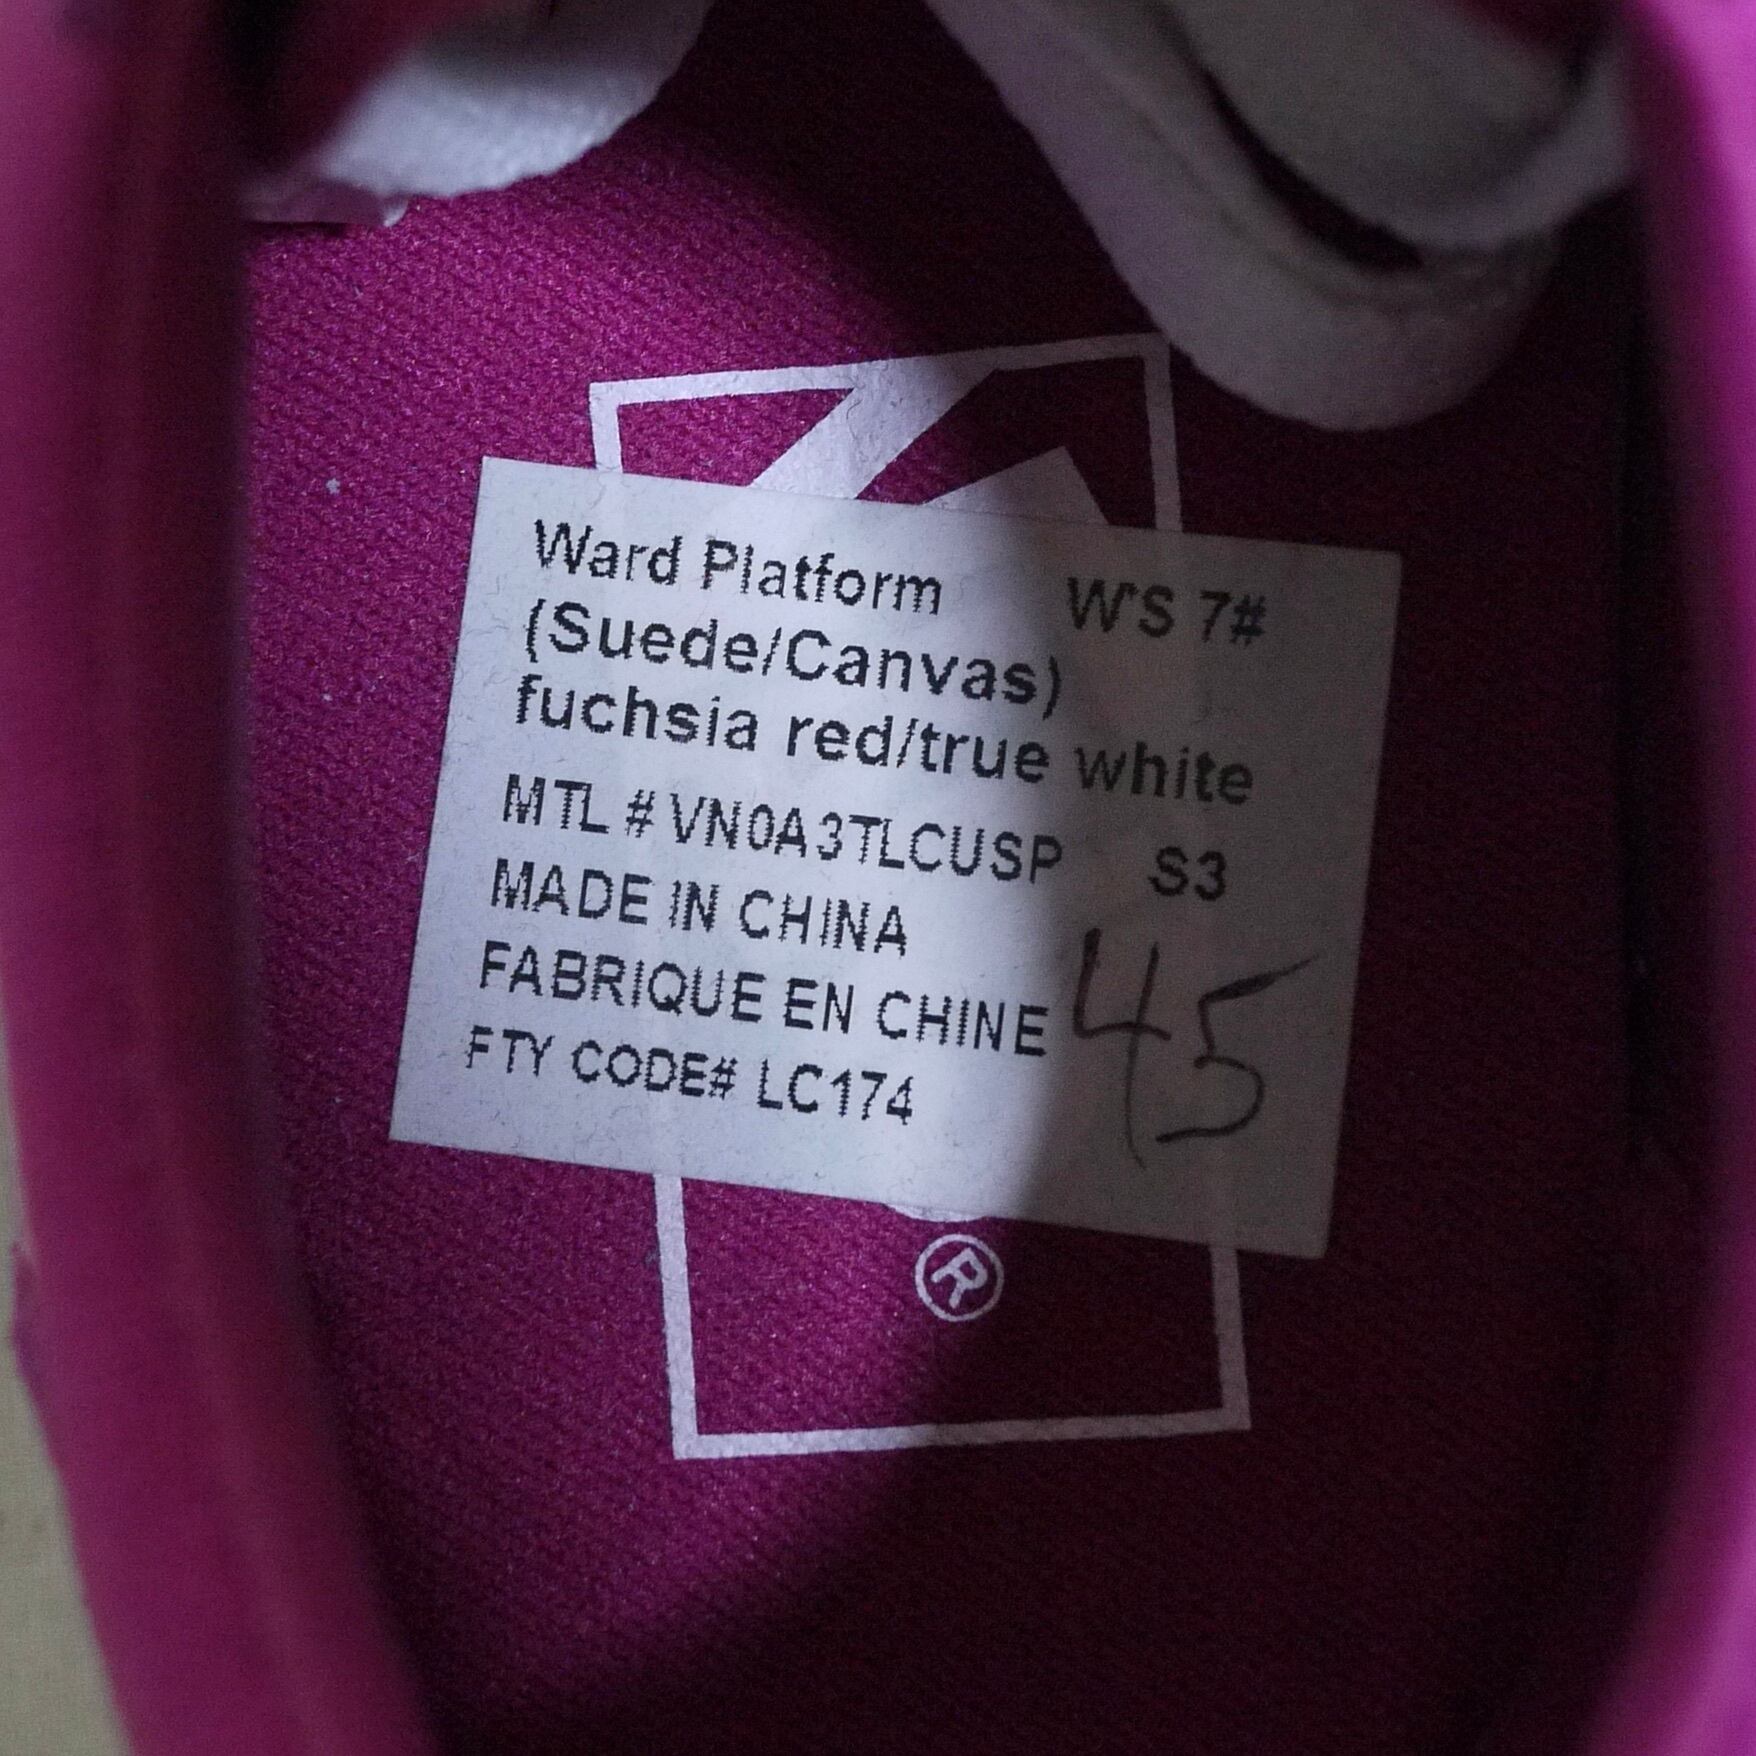 Ward Platform W'S 7#
(Suede/Canvas)
fuchsia red/true white
MTL # VN0A3TLCUSP S3
MADE IN CHINA
FABRIQUE EN CHINE 45
FTY CODE# LC174
®